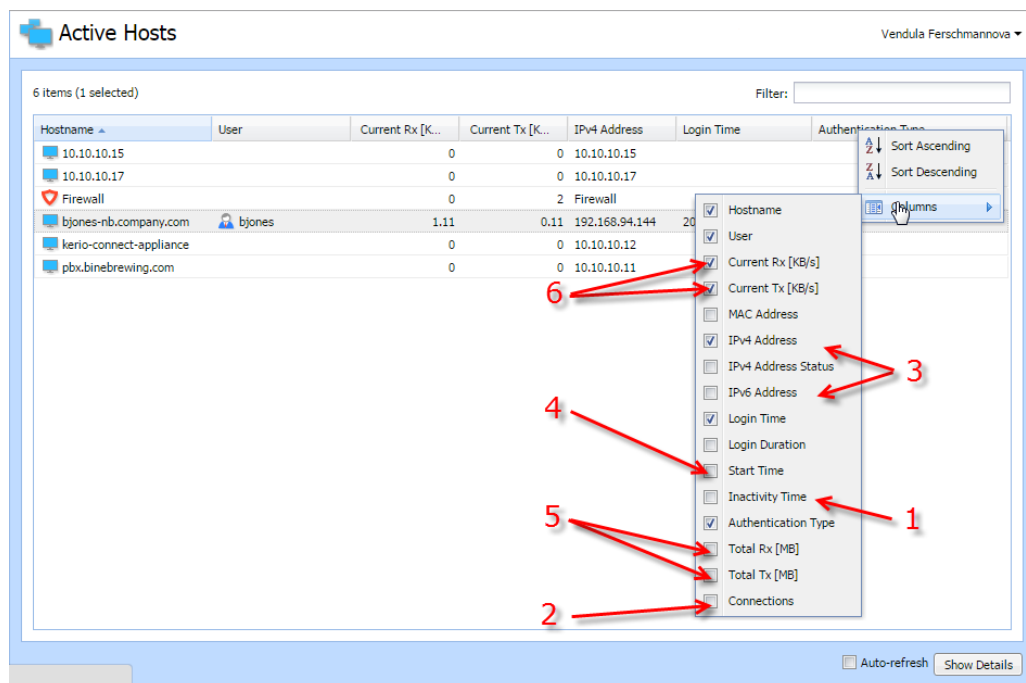 Active Hosts
Vendula Ferschmannova
6 items (1 selected)
Filter:
Hostname User Current Rx [K... Current Tx [K... IPv4 Address Login Time Authentication Type
10.10.10.15 0 0 10.10.10.15
10.10.10.17 0 0 10.10.10.17
Firewall 0 2 Firewall
bjones-nb.company.com bjones 1.11 0.11 192.168.94.144 20
kerio-connect-appliance 0 0 10.10.10.12
pbx.binebrewing.com 0 0 10.10.10.11
Sort Ascending
Sort Descending
Columns
Hostname
User
Current Rx [KB/s]
6 Current Tx [KB/s]
MAC Address
IPv4 Address
IPv4 Address Status 3
IPv6 Address
4 Login Time
Login Duration
Start Time
Inactivity Time
5 Authentication Type 1
Total Rx [MB]
Total Tx [MB]
2 Connections
Auto-refresh Show Details